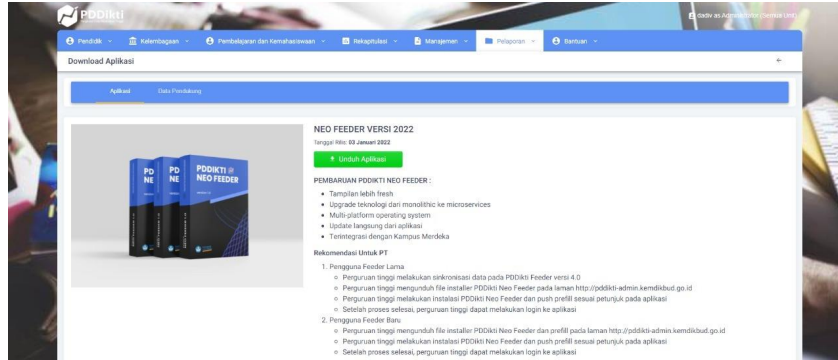 PDDikti
Administrator (Semua Unit)
Pendidik
Kelembagaan
Pembelajaran dan Kemahasiswaan
Rekapitulasi
Manajemen
Pelaporan
Bantuan
Download Aplikasi
Aplikasi
Data Pendukung
PDDIKTI @
NEO FEEDER
NEO FEEDER VERSI 2022
Tanggal Rilis: 03 Januari 2022
Unduh Aplikasi
PEMBARUAN PDDIKTI NEO FEEDER :
• Tampilan lebih fresh
• Upgrade teknologi dari monolithic ke microservices
• Multi-platform operating system
• Update langsung dari aplikasi
• Terintegrasi dengan Kampus Merdeka
Rekomendasi Untuk PT
1. Pengguna Feeder Lama
○ Perguruan tinggi melakukan sinkronisasi data pada PDDikti Feeder versi 4.0
○ Perguruan tinggi mengunduh file installer PDDikti Neo Feeder pada laman http://pddikti-admin.kemdikbud.go.id
○ Perguruan tinggi melakukan instalasi PDDikti Neo Feeder dan push prefill sesuai petunjuk pada aplikasi
○ Setelah proses selesai, perguruan tinggi dapat melakukan login ke aplikasi
2. Pengguna Feeder Baru
○ Perguruan tinggi mengunduh file installer PDDikti Neo Feeder dan prefill pada laman http://pddikti-admin.kemdikbud.go.id
○ Perguruan tinggi melakukan instalasi PDDikti Neo Feeder dan push prefill sesuai petunjuk pada aplikasi
○ Setelah proses selesai, perguruan tinggi dapat melakukan login ke aplikasi